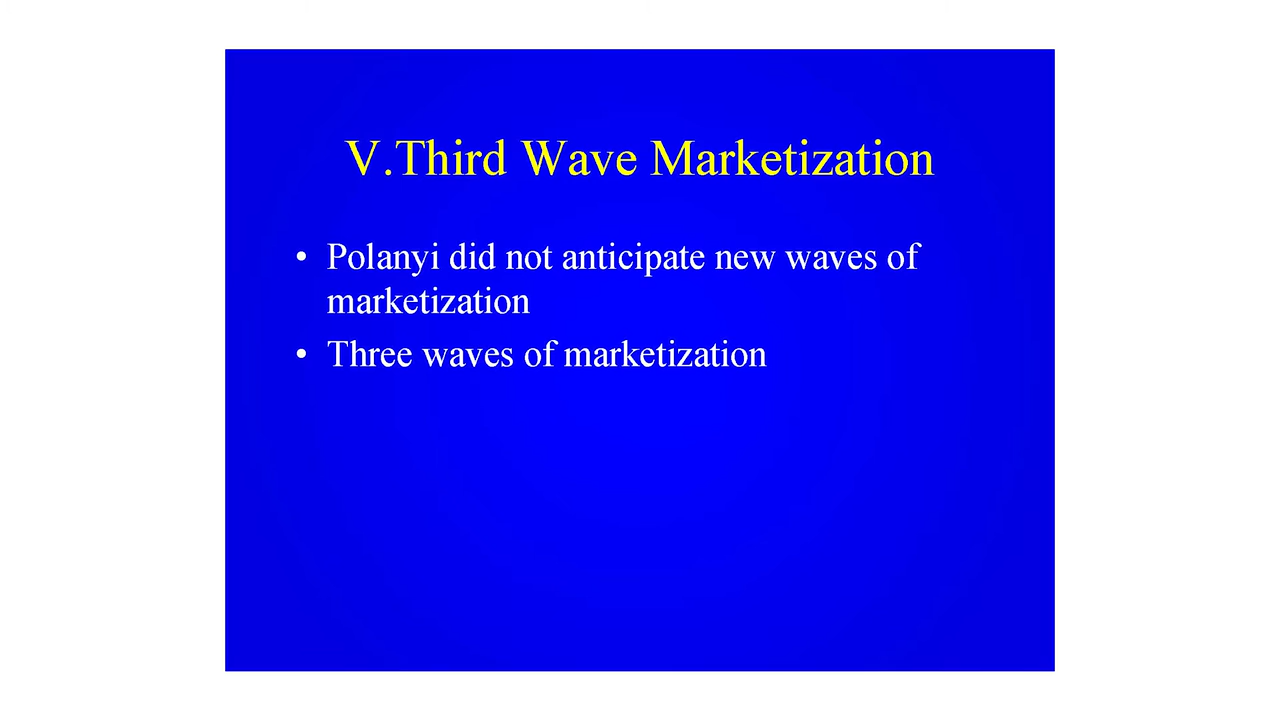 V.Third Wave Marketization
• Polanyi did not anticipate new waves of
marketization
• Three waves of marketization